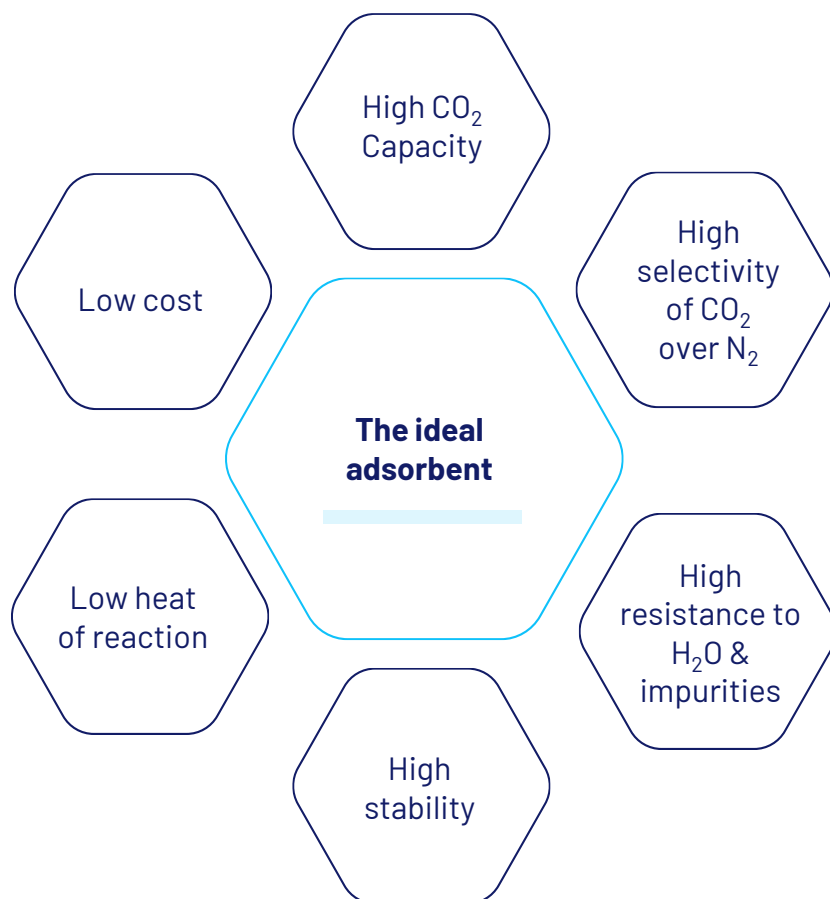 High CO₂
Capacity
High
selectivity
of CO₂
over N₂
Low cost
The ideal
adsorbent
Low heat
of reaction
High
resistance to
H₂O &
impurities
High
stability